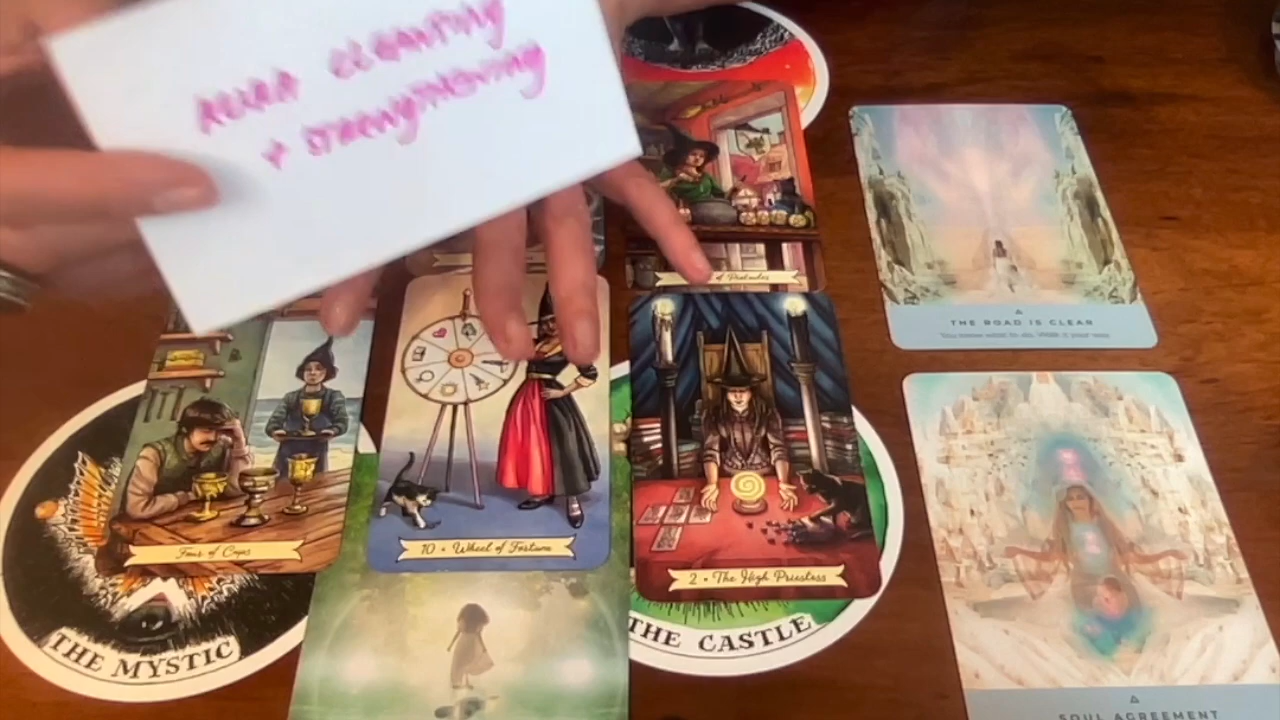 AURA CLEANSING
+ STRENGTHENING
of Pentacles
THE ROAD IS CLEAR
Four of Cups
10 • Wheel of Fortune
2 • The High Priestess
THE MYSTIC
THE CASTLE
SOUL AGREEMENT